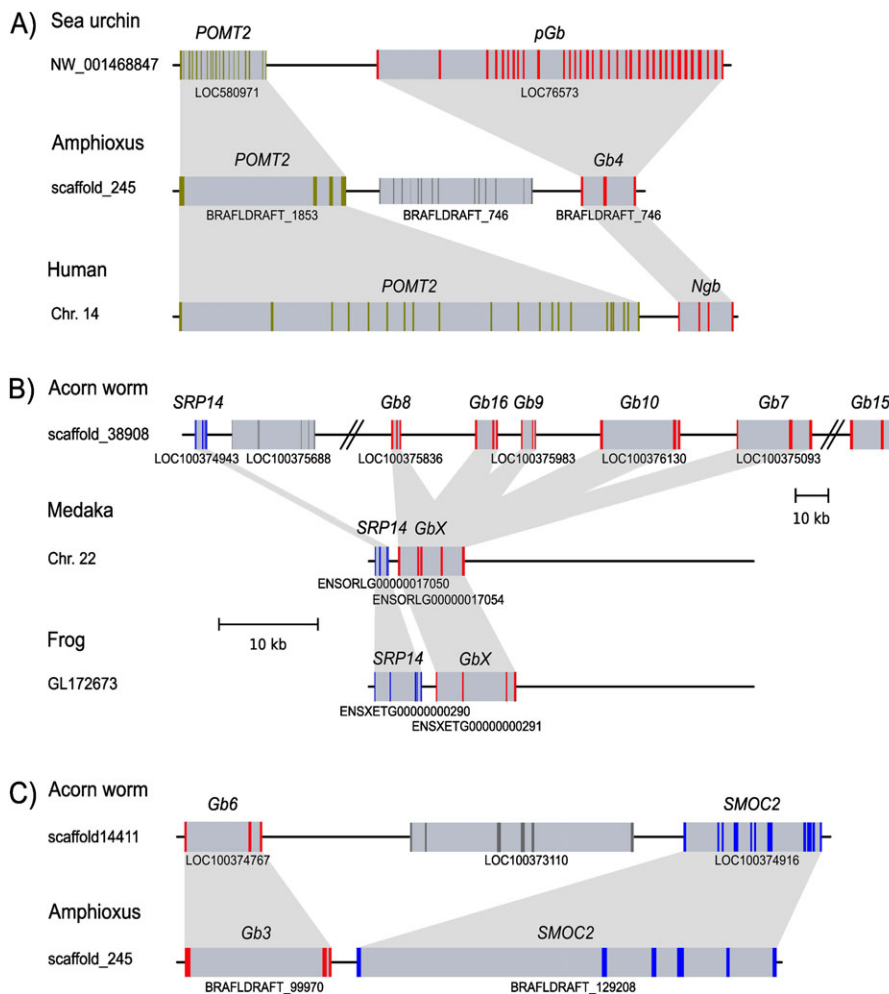 A) Sea urchin
POMT2 pGb
NW_001468847
LOC580971 LOC76573
Amphioxus
POMT2 Gb4
scaffold_245
BRAFLDRAFT_1853 BRAFLDRAFT_746 BRAFLDRAFT_746
Human
POMT2 Ngb
Chr. 14
B) Acorn worm
SRP14 Gb8 Gb16 Gb9 Gb10 Gb7 Gb15
scaffold_38908
LOC100374943 LOC100375688 LOC100375836 LOC100375983 LOC100376130 LOC100375093
10 kb
Medaka
SRP14 GbX
Chr. 22
ENSORLG00000017050
ENSORLG00000017054
10 kb
Frog
SRP14 GbX
GL172673
ENSXETG00000000290
ENSXETG00000000291
C) Acorn worm
Gb6 SMOC2
scaffold14411
LOC100374767 LOC100373110 LOC100374916
Amphioxus
Gb3 SMOC2
scaffold_245
BRAFLDRAFT_99970 BRAFLDRAFT_129208